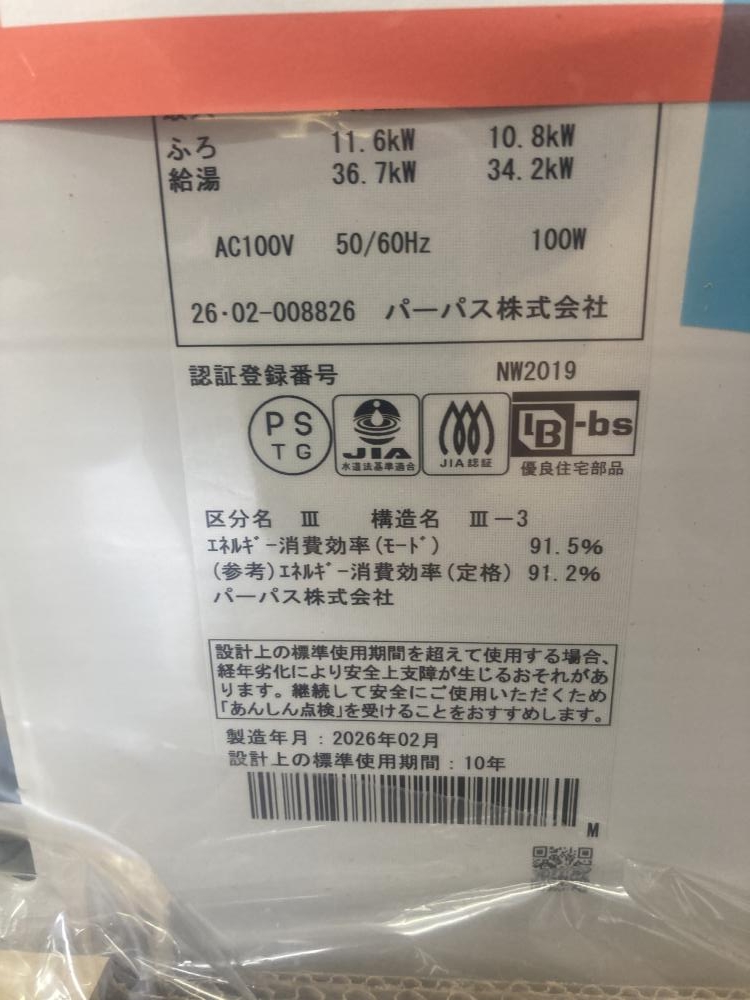 ふろ 11.6kW 10.8kW
給湯 36.7kW 34.2kW
AC100V 50/60Hz 100W
26・02-008826 パーパス株式会社
認証登録番号 NW2019
PS
TG
JIA
水道法基準適合
JIA認証
LB-bs
優良住宅部品
区分名 Ⅲ 構造名 Ⅲ-3
ｴﾈﾙｷﾞｰ消費効率(ﾓｰﾄﾞ) 91.5%
(参考)ｴﾈﾙｷﾞｰ消費効率(定格) 91.2%
パーパス株式会社
設計上の標準使用期間を超えて使用する場合、
経年劣化により安全上支障が生じるおそれがあ
ります。継続して安全にご使用いただくため
「あんしん点検」を受けることをおすすめします。
製造年月：2026年02月
設計上の標準使用期間：10年
M